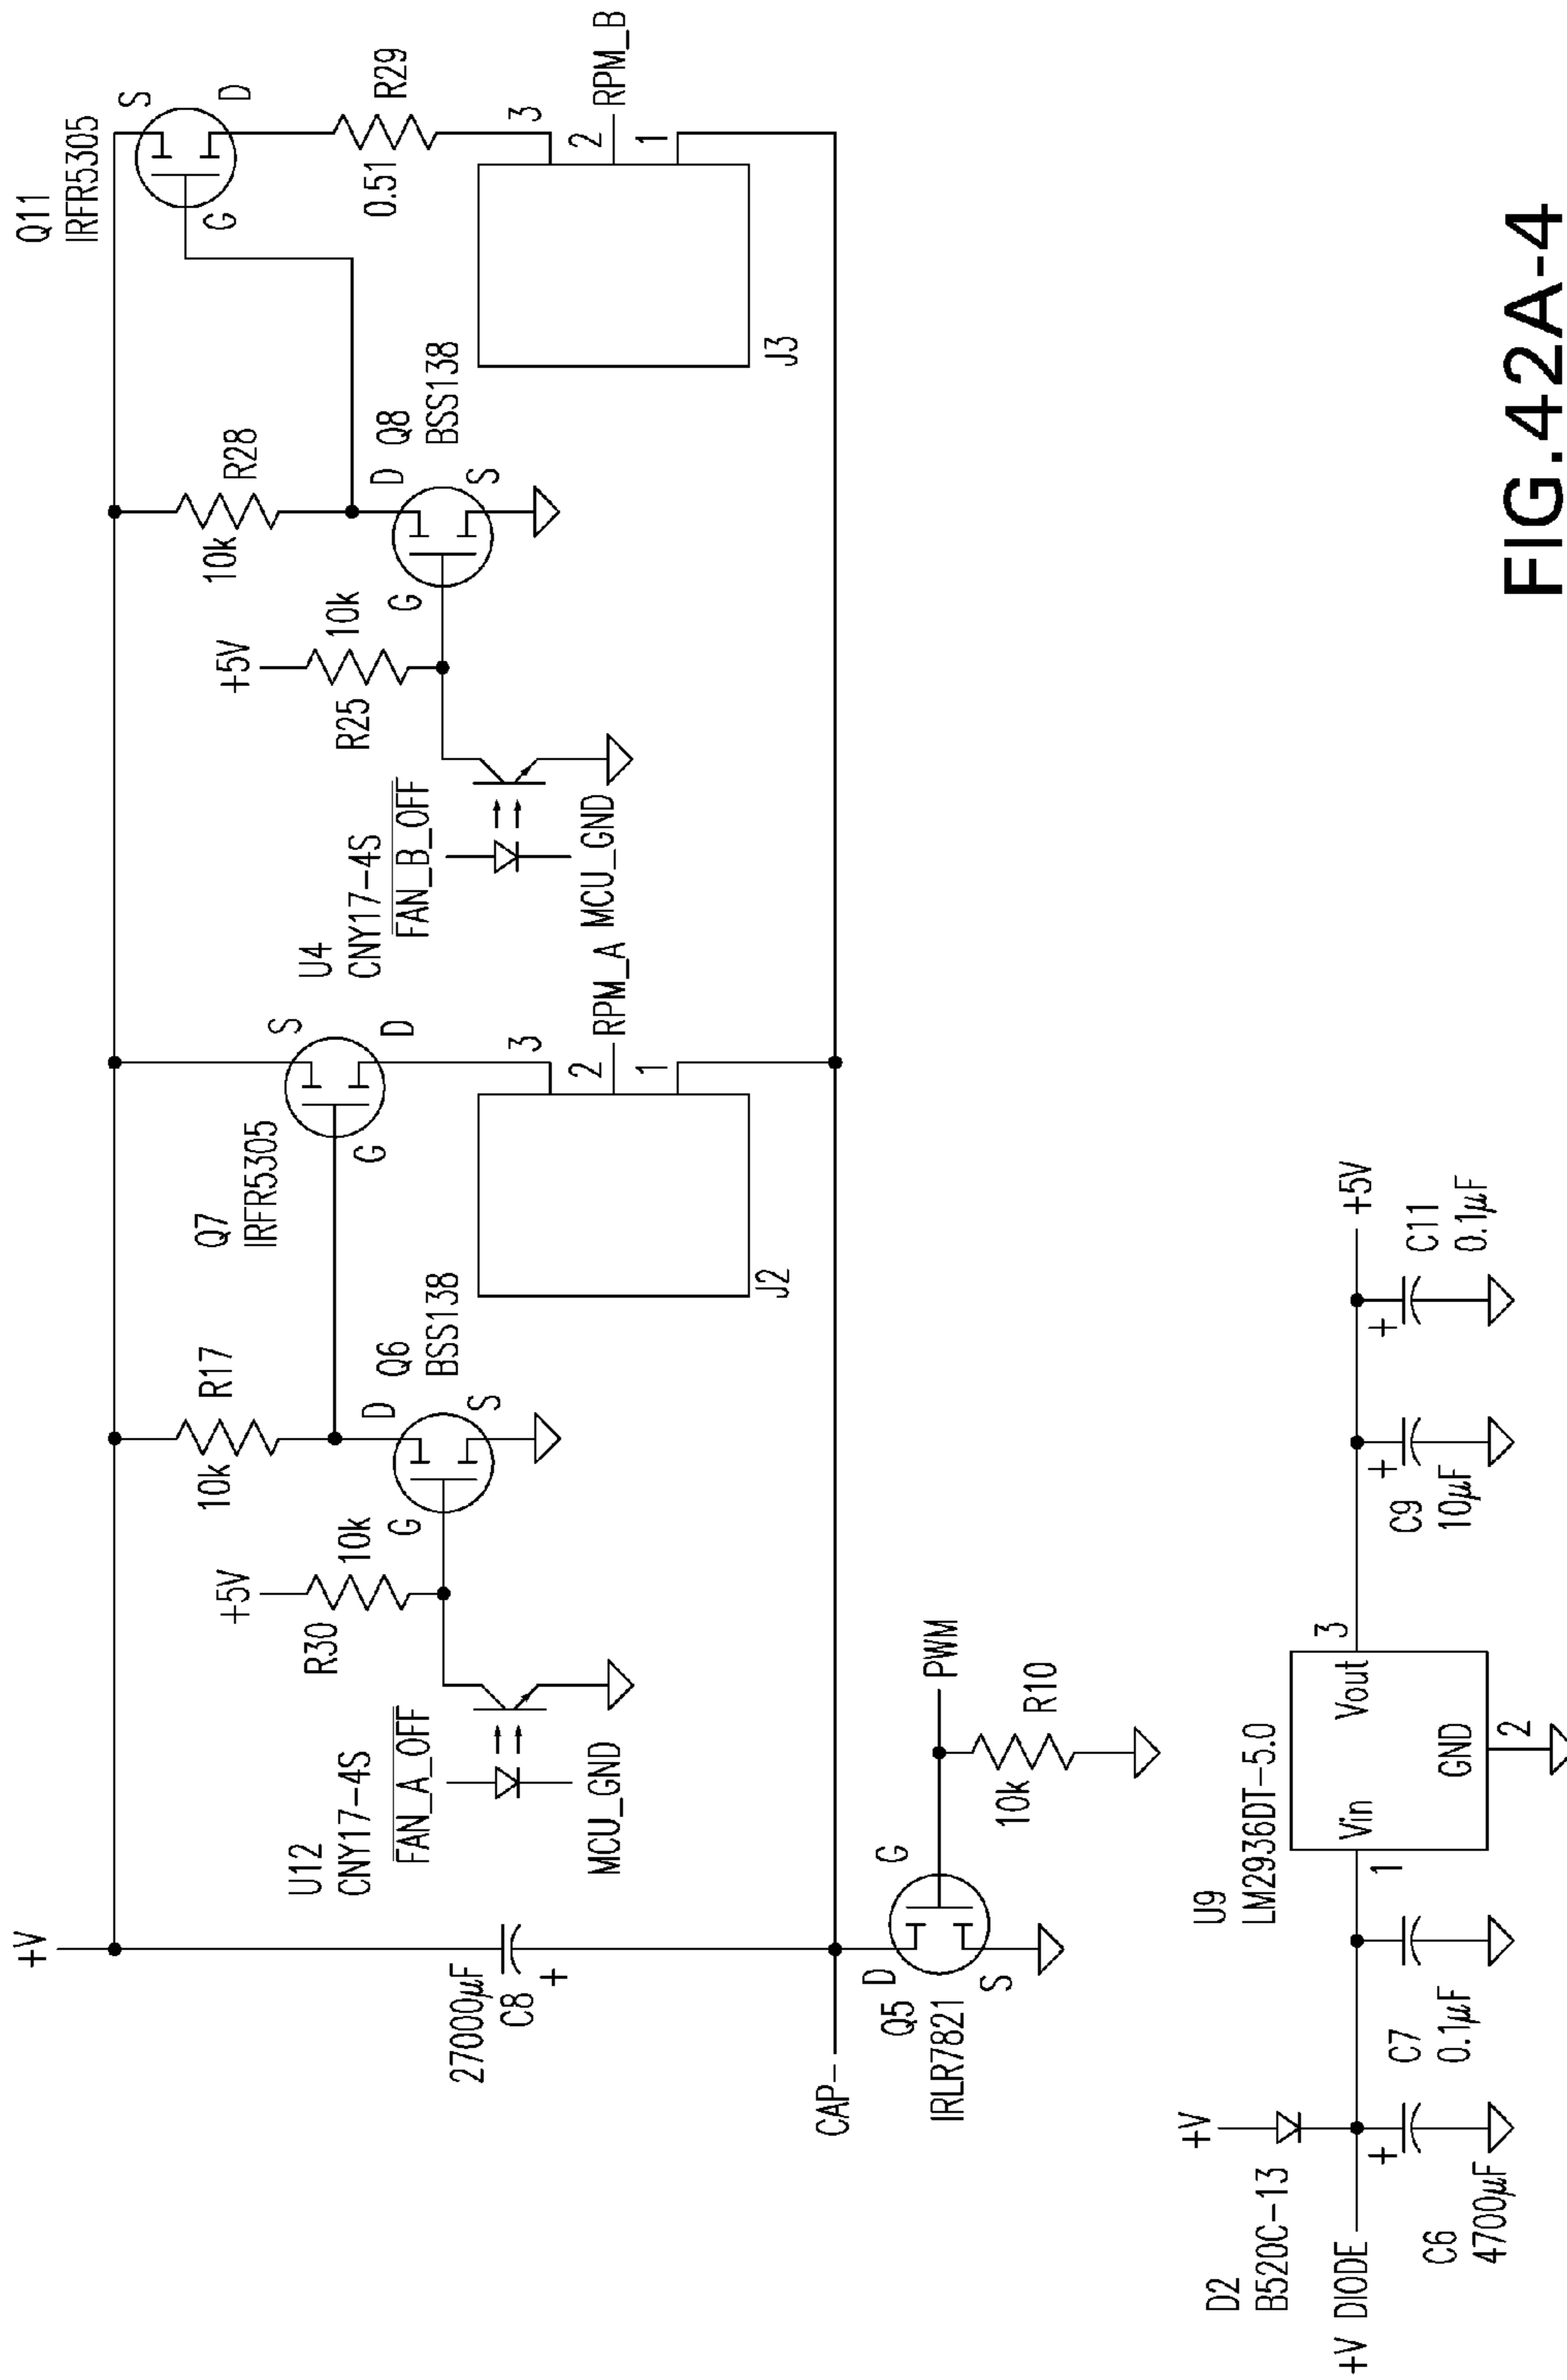 +V
27000µF
C8
+
CAP-
U12
CNY17-4S
FAN_A_OFF
MCU_GND
+5V
R30
10k
10k
R17
G
D
S
Q6
BSS138
Q7
IRFR5305
G
S
D
J2
3
2
1
RPM_A
U4
CNY17-4S
FAN_B_OFF
MCU_GND
+5V
R25
10k
10k
R28
G
D
S
Q8
BSS138
Q11
IRFR5305
G
S
D
0.51
R29
J3
3
2
1
RPM_B
D
G
S
Q5
IRLR7821
PWM
10k
R10
+V
D2
B520C-13
+V DIODE
+
C6
4700µF
C7
0.1µF
U9
LM2936DT-5.0
1
Vin
Vout
GND
3
2
+
C9
10µF
+
C11
0.1µF
+5V
FIG.42A-4